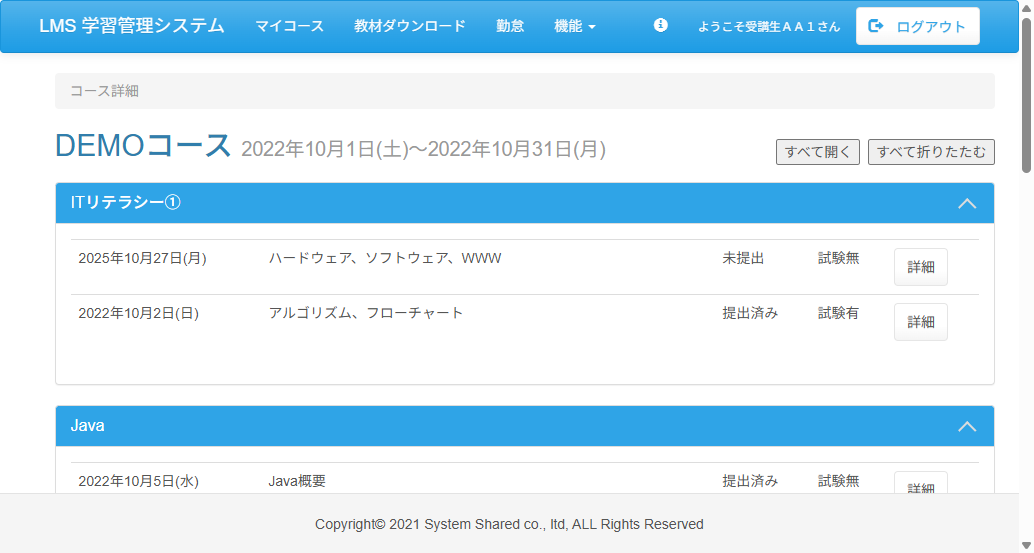 LMS 学習管理システム マイコース 教材ダウンロード 勤怠 機能 ようこそ受講生ＡＡ１さん ログアウト
コース詳細
DEMOコース 2022年10月1日(土)～2022年10月31日(月) すべて開く すべて折りたたむ
ITリテラシー①
2025年10月27日(月) ハードウェア、ソフトウェア、WWW 未提出 試験無 詳細
2022年10月2日(日) アルゴリズム、フローチャート 提出済み 試験有 詳細
Java
2022年10月5日(水) Java概要 提出済み 試験無 詳細
Copyright© 2021 System Shared co., ltd, ALL Rights Reserved